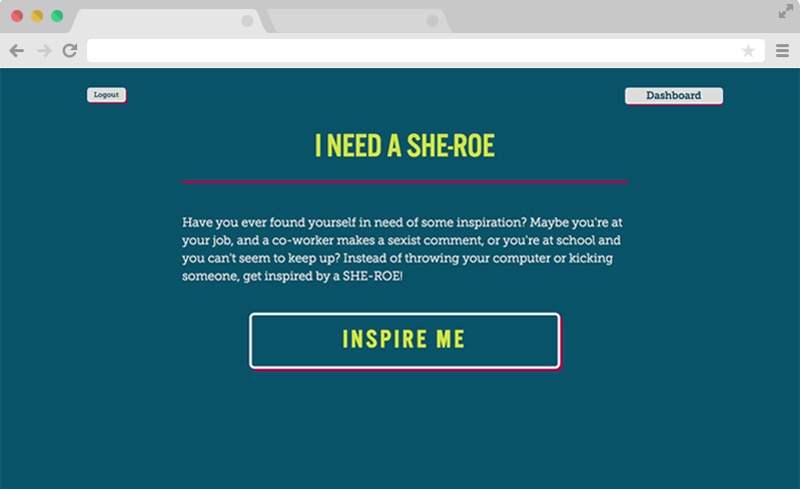 Logout
Dashboard
I NEED A SHE-ROE
Have you ever found yourself in need of some inspiration? Maybe you're at
your job, and a co-worker makes a sexist comment, or you're at school and
you can't seem to keep up? Instead of throwing your computer or kicking
someone, get inspired by a SHE-ROE!
INSPIRE ME